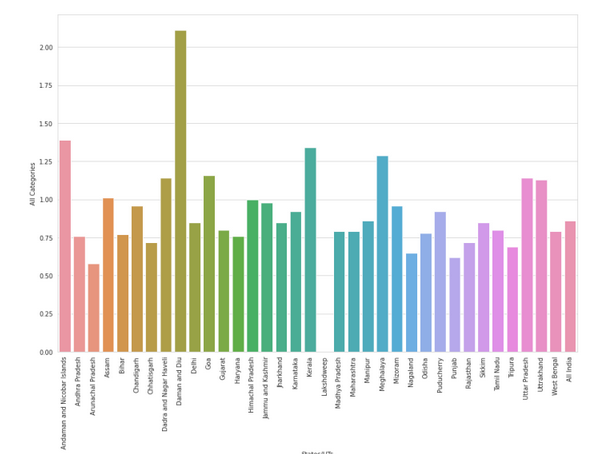 2.00
1.75
1.50
1.25
1.00
0.75
0.50
0.25
0.00
All Categories
Andaman and Nicobar Islands
Andhra Pradesh
Arunachal Pradesh
Assam
Bihar
Chandigarh
Chhatisgarh
Dadra and Nagar Haveli
Daman and Diu
Delhi
Goa
Gujarat
Haryana
Himachal Pradesh
Jammu and Kashmir
Jharkhand
Karnataka
Kerala
Lakshdweep
Madhya Pradesh
Maharashtra
Manipur
Meghalaya
Mizoram
Nagaland
Odisha
Puducherry
Punjab
Rajasthan
Sikkim
Tamil Nadu
Tripura
Uttar Pradesh
Uttrakhand
West Bengal
All India